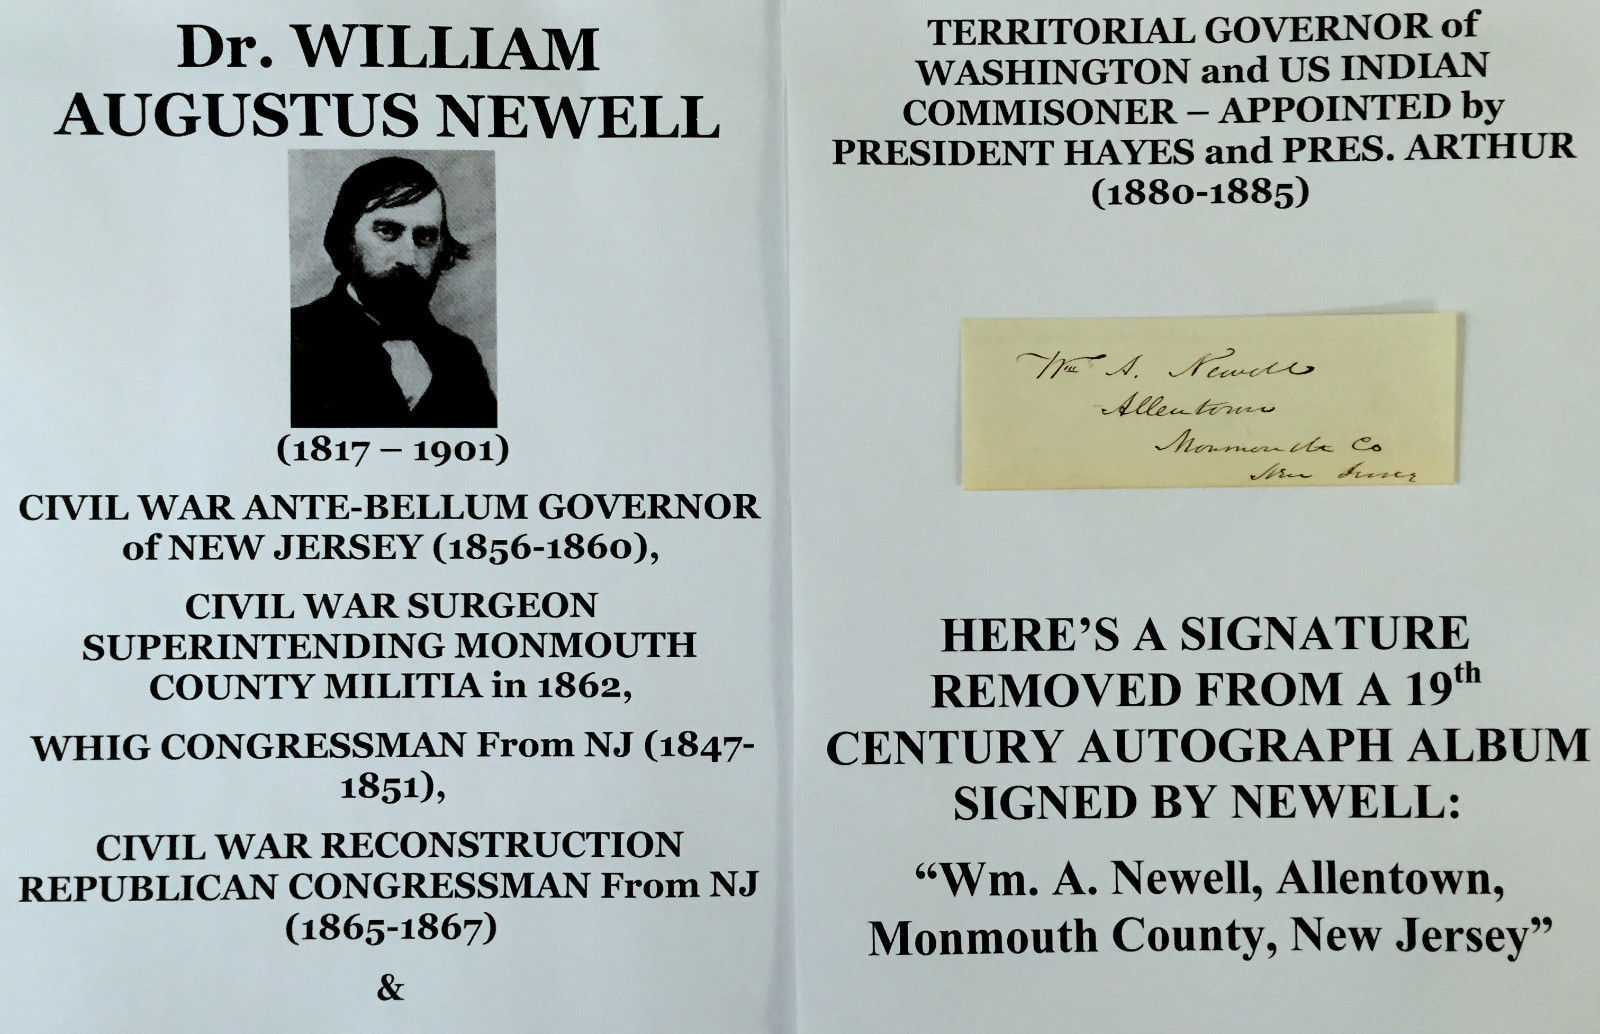 Dr. WILLIAM
AUGUSTUS NEWELL
(1817 – 1901)
CIVIL WAR ANTE-BELLUM GOVERNOR
of NEW JERSEY (1856-1860),
CIVIL WAR SURGEON
SUPERINTENDING MONMOUTH
COUNTY MILITIA in 1862,
WHIG CONGRESSMAN From NJ (1847-
1851),
CIVIL WAR RECONSTRUCTION
REPUBLICAN CONGRESSMAN From NJ
(1865-1867)
&
TERRITORIAL GOVERNOR of
WASHINGTON and US INDIAN
COMMISONER – APPOINTED by
PRESIDENT HAYES and PRES. ARTHUR
(1880-1885)
Wm A. Newell
Allentown
Monmouth Co
New Jersey
HERE'S A SIGNATURE
REMOVED FROM A 19th
CENTURY AUTOGRAPH ALBUM
SIGNED BY NEWELL:
“Wm. A. Newell, Allentown,
Monmouth County, New Jersey”